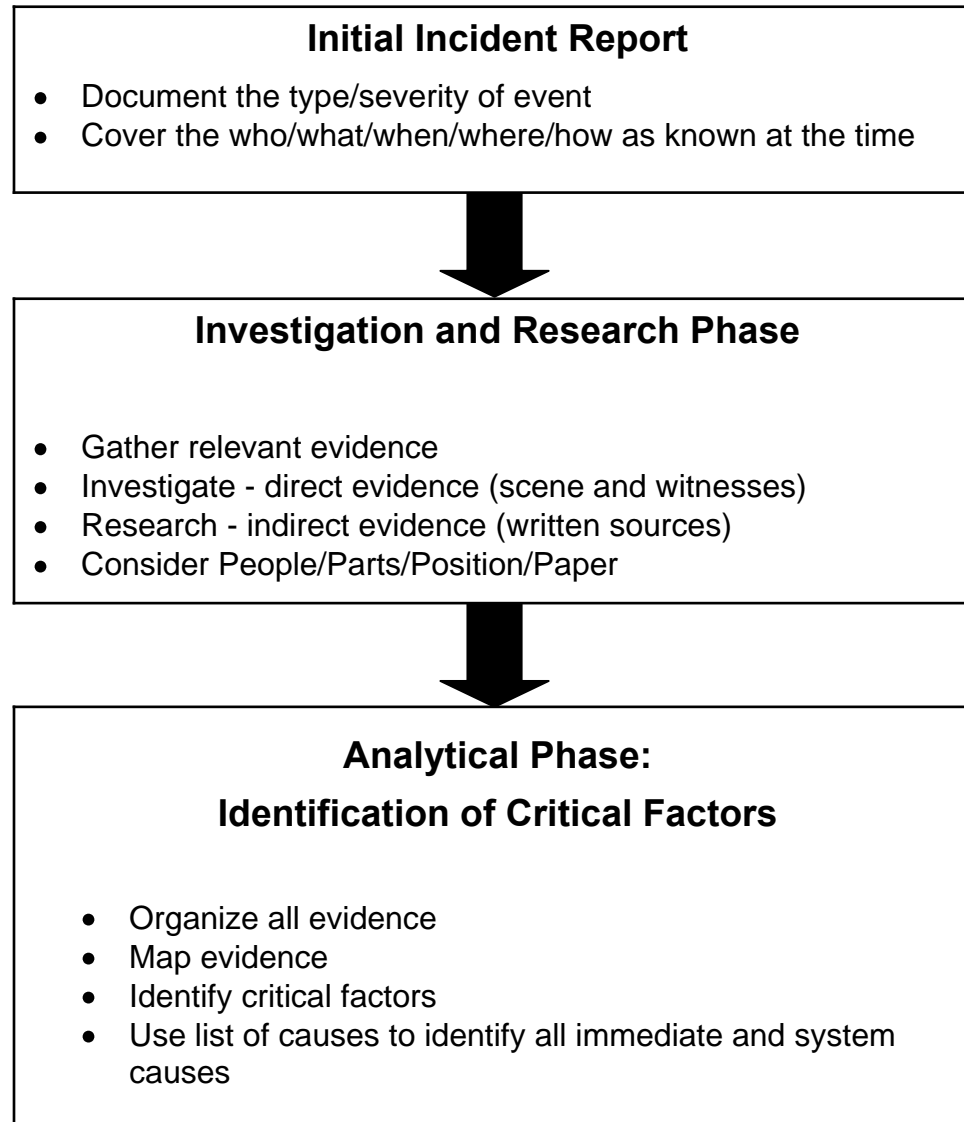 Initial Incident Report
• Document the type/severity of event
• Cover the who/what/when/where/how as known at the time
Investigation and Research Phase
• Gather relevant evidence
• Investigate - direct evidence (scene and witnesses)
• Research - indirect evidence (written sources)
• Consider People/Parts/Position/Paper
Analytical Phase:
Identification of Critical Factors
• Organize all evidence
• Map evidence
• Identify critical factors
• Use list of causes to identify all immediate and system
causes